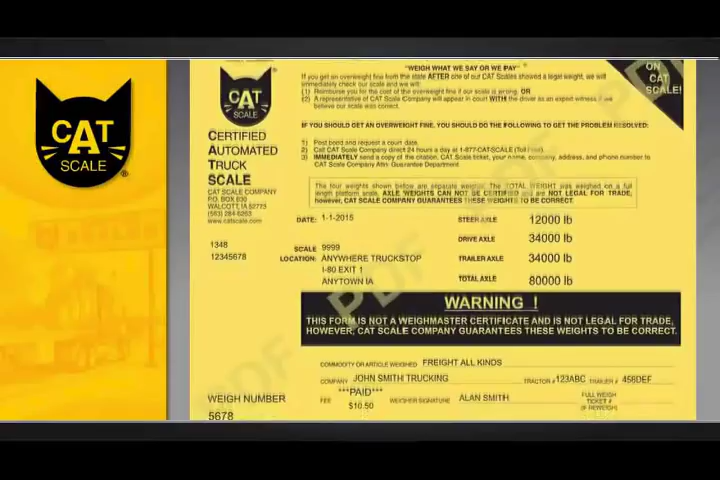 CAT
SCALE
®
CAT
SCALE
®
CERTIFIED
AUTOMATED
TRUCK
SCALE
CAT SCALE COMPANY
P.O. BOX 630
WALCOTT, IA 52773
(563) 284-6263
www.catscale.com
"WEIGH WHAT WE SAY OR WE PAY" ®
If you get an overweight fine from the state AFTER one of our CAT Scales showed a legal weight, we will
immediately check our scale and we will:
(1) Reimburse you for the cost of the overweight fine if our scale is wrong, OR
(2) A representative of CAT Scale Company will appear in court WITH the driver as an expert witness if we
believe our scale was correct.
IF YOU SHOULD GET AN OVERWEIGHT FINE, YOU SHOULD DO THE FOLLOWING TO GET THE PROBLEM RESOLVED:
1) Post bond and request a court date.
2) Call CAT Scale Company direct 24 hours a day at 1-877-CAT-SCALE (Toll Free).
3) IMMEDIATELY send a copy of the citation, CAT Scale ticket, your name, company, address, and phone number to
CAT Scale Company Attn: Guarantee Department
ON
CAT
SCALE!
The four weights shown below are separate weights. The TOTAL WEIGHT was weighed on a full
length platform scale. AXLE WEIGHTS CAN NOT BE CERTIFIED and are NOT LEGAL FOR TRADE;
however, CAT SCALE COMPANY GUARANTEES THESE WEIGHTS TO BE CORRECT.
DATE: 1-1-2015
STEER AXLE 12000 lb
DRIVE AXLE 34000 lb
TRAILER AXLE 34000 lb
TOTAL AXLE 80000 lb
1348
12345678
SCALE 9999
LOCATION: ANYWHERE TRUCKSTOP
I-80 EXIT 1
ANYTOWN IA
WARNING !
THIS FORM IS NOT A WEIGHMASTER CERTIFICATE AND IS NOT LEGAL FOR TRADE,
HOWEVER, CAT SCALE COMPANY GUARANTEES THESE WEIGHTS TO BE CORRECT.
COMMODITY OR ARTICLE WEIGHED FREIGHT ALL KINDS
COMPANY JOHN SMITH TRUCKING TRACTOR # 123ABC TRAILER # 456DEF
***PAID***
FEE $10.50
WEIGHER SIGNATURE ALAN SMITH
FULL WEIGH
TICKET #
(IF REWEIGH)
WEIGH NUMBER
5678
PDF
PDF
PDF
PDF
PDF